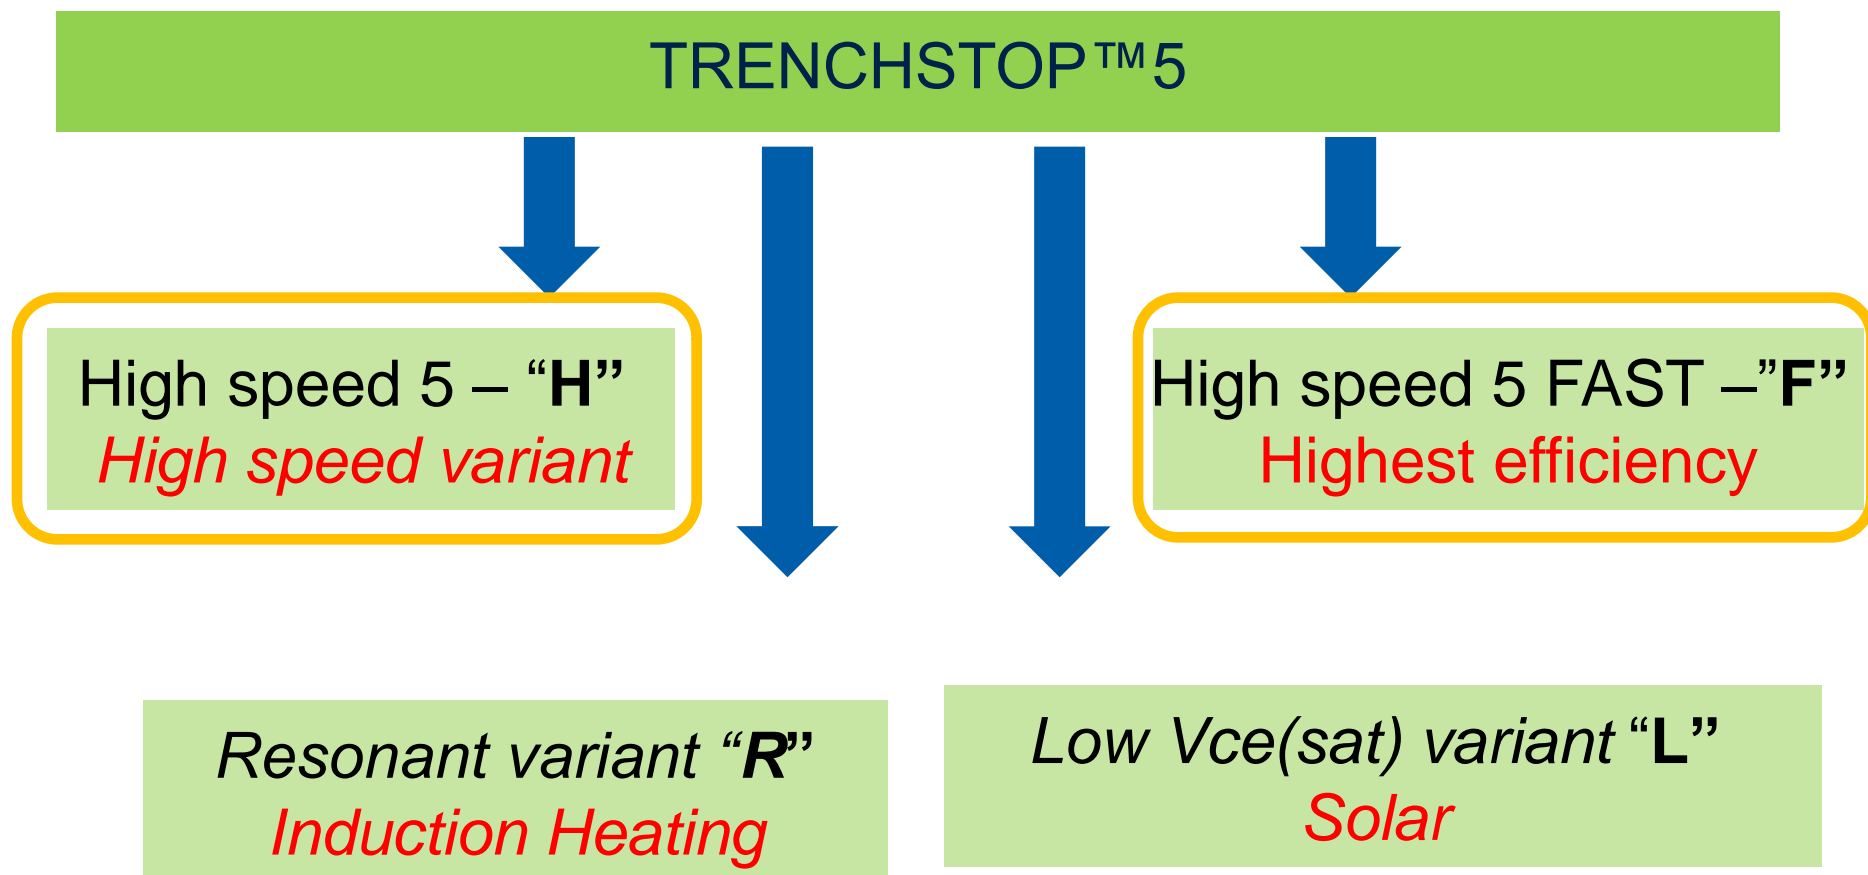 TRENCHSTOP™5
High speed 5 – “H”
High speed variant
High speed 5 FAST –”F”
Highest efficiency
Resonant variant “R”
Induction Heating
Low Vce(sat) variant “L”
Solar